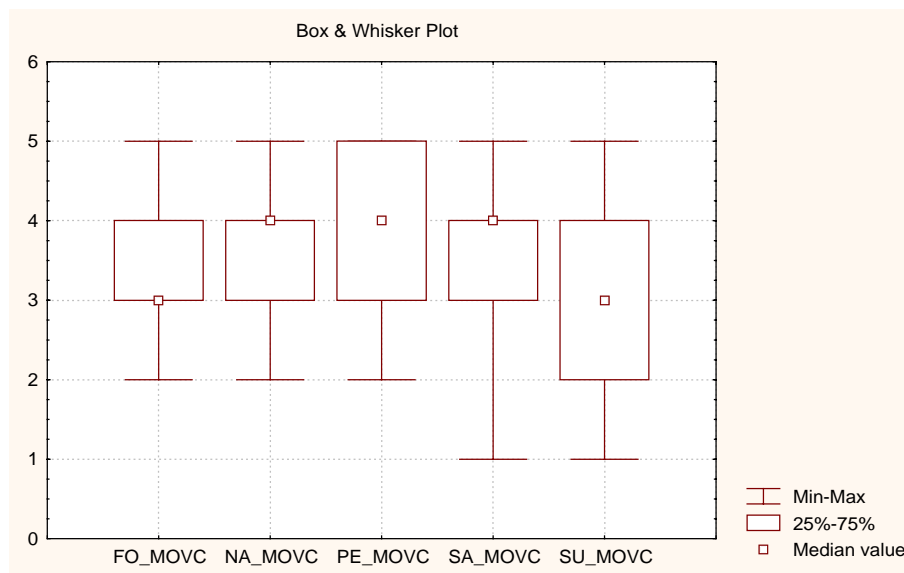 Box & Whisker Plot
6
5
4
3
2
1
0
FO_MOVC NA_MOVC PE_MOVC SA_MOVC SU_MOVC
Min-Max
25%-75%
Median value